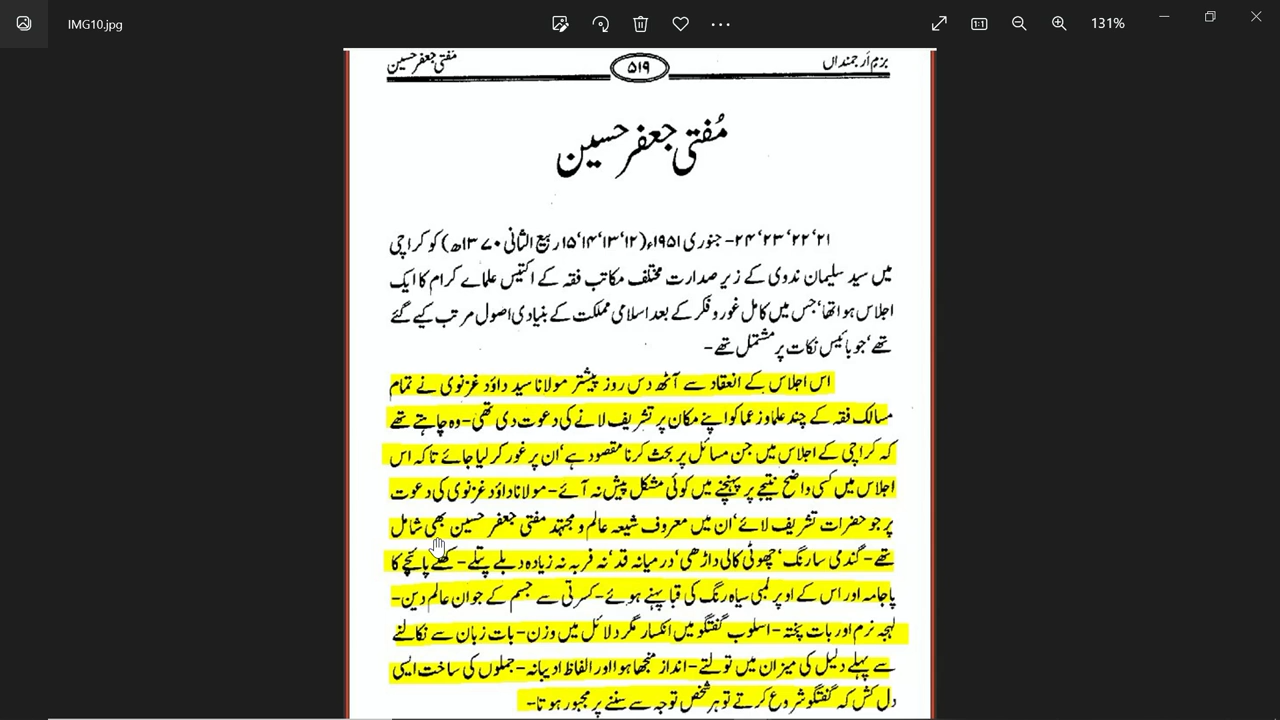 IMG10.jpg
131%
بزم ارجمنداں ۵۱۹ مفتی جعفر حسین
مُفتی جعفر حسین
۲۱‘ ۲۲‘ ۲۳‘ ۲۴- جنوری ۱۹۵۱ء (۱۲‘ ۱۳‘ ۱۴‘ ۱۵ ربیع الثانی ۱۳۷۰ھ) کو کراچی
میں سید سلیمان ندوی کے زیر صدارت مختلف مکاتب فقہ کے اکتیس علماے کرام کا ایک
اجلاس ہوا تھا‘ جس میں کامل غور و فکر کے بعد اسلامی مملکت کے بنیادی اصول مرتب کیے گئے
تھے‘ جو بائیس نکات پر مشتمل تھے-
اس اجلاس کے انعقاد سے آٹھ دس روز پیشتر مولانا سید داؤد غزنوی نے تمام
مسالک فقہ کے چند علما و زعما کو اپنے مکان پر تشریف لانے کی دعوت دی تھی- وہ چاہتے تھے
کہ کراچی کے اجلاس میں جن مسائل پر بحث کرنا مقصود ہے‘ ان پر غور کر لیا جائے تاکہ اس
اجلاس میں کسی واضح نتیجے پر پہنچنے میں کوئی مشکل پیش نہ آئے- مولانا داؤد غزنوی کی دعوت
پر جو حضرات تشریف لائے‘ ان میں معروف شیعہ عالم و مجتہد مفتی جعفر حسین بھی شامل
تھے- گندمی سا رنگ‘ چھوٹی کالی داڑھی‘ درمیانہ قد‘ نہ فربہ نہ زیادہ دبلے پتلے- کھلے پائنچے کا
پاجامہ اور اس کے اوپر لمبی سیاہ رنگ کی قبا پہنے ہوئے- کسرتی سے جسم کے جوان عالم دین-
لہجہ نرم اور بات پختہ- اسلوب گفتگو میں انکسار مگر دلائل میں وزن- بات زبان سے نکالنے
سے پہلے دلیل کی میزان میں تولتے- انداز منجھا ہوا اور الفاظ ادیبانہ- جملوں کی ساخت ایسی
دل کش کہ گفتگو شروع کرتے تو ہر شخص توجہ سے سننے پر مجبور ہوتا-